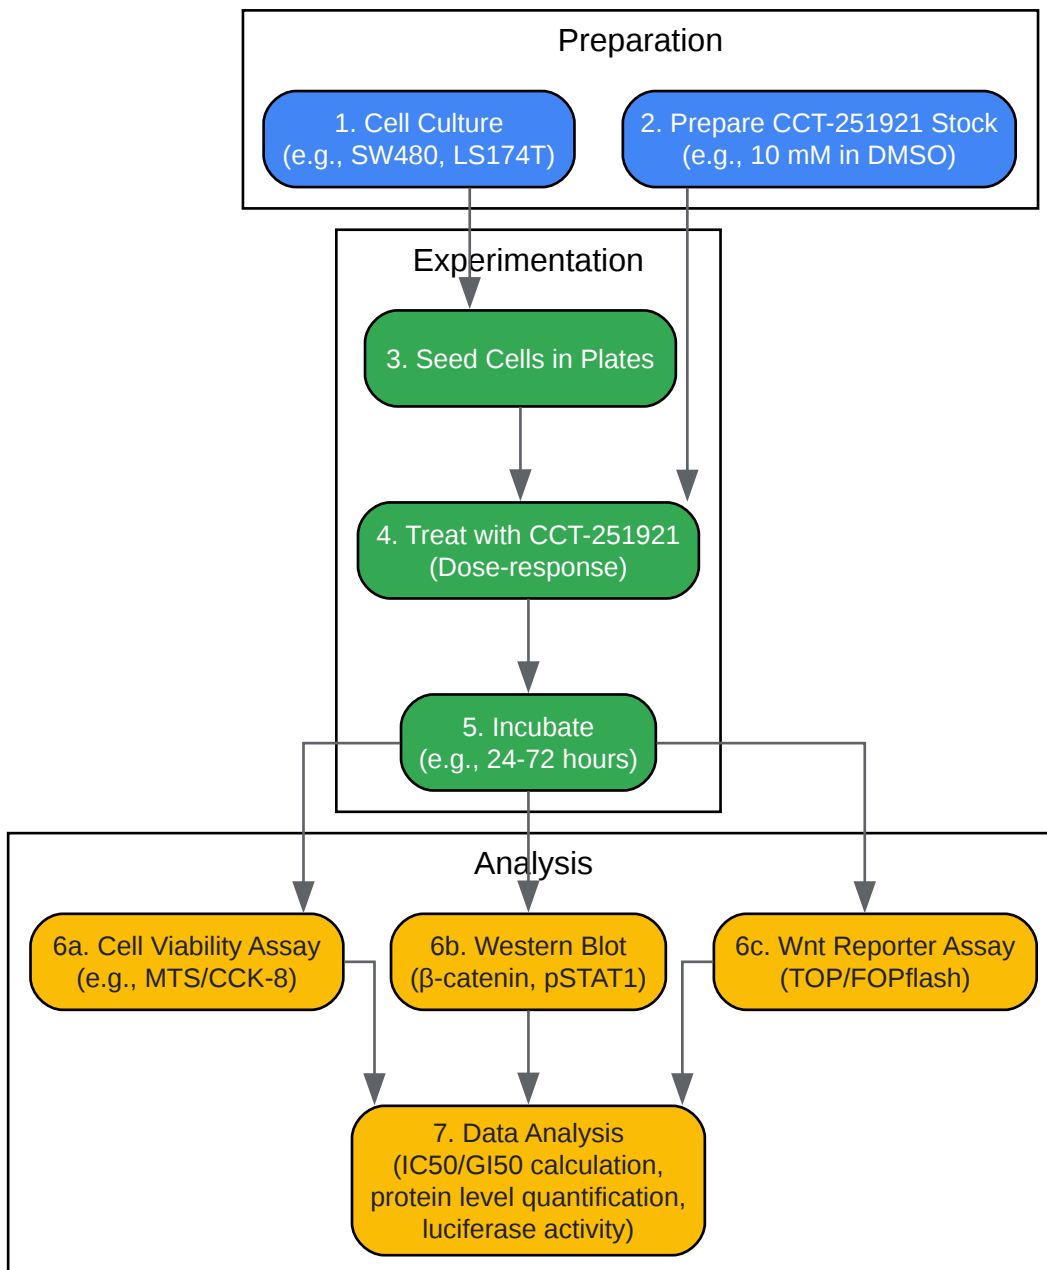 Preparation
1. Cell Culture
(e.g., SW480, LS174T)
2. Prepare CCT-251921 Stock
(e.g., 10 mM in DMSO)
Experimentation
3. Seed Cells in Plates
4. Treat with CCT-251921
(Dose-response)
5. Incubate
(e.g., 24-72 hours)
Analysis
6a. Cell Viability Assay
(e.g., MTS/CCK-8)
6b. Western Blot
(β-catenin, pSTAT1)
6c. Wnt Reporter Assay
(TOP/FOPflash)
7. Data Analysis
(IC50/GI50 calculation,
protein level quantification,
luciferase activity)